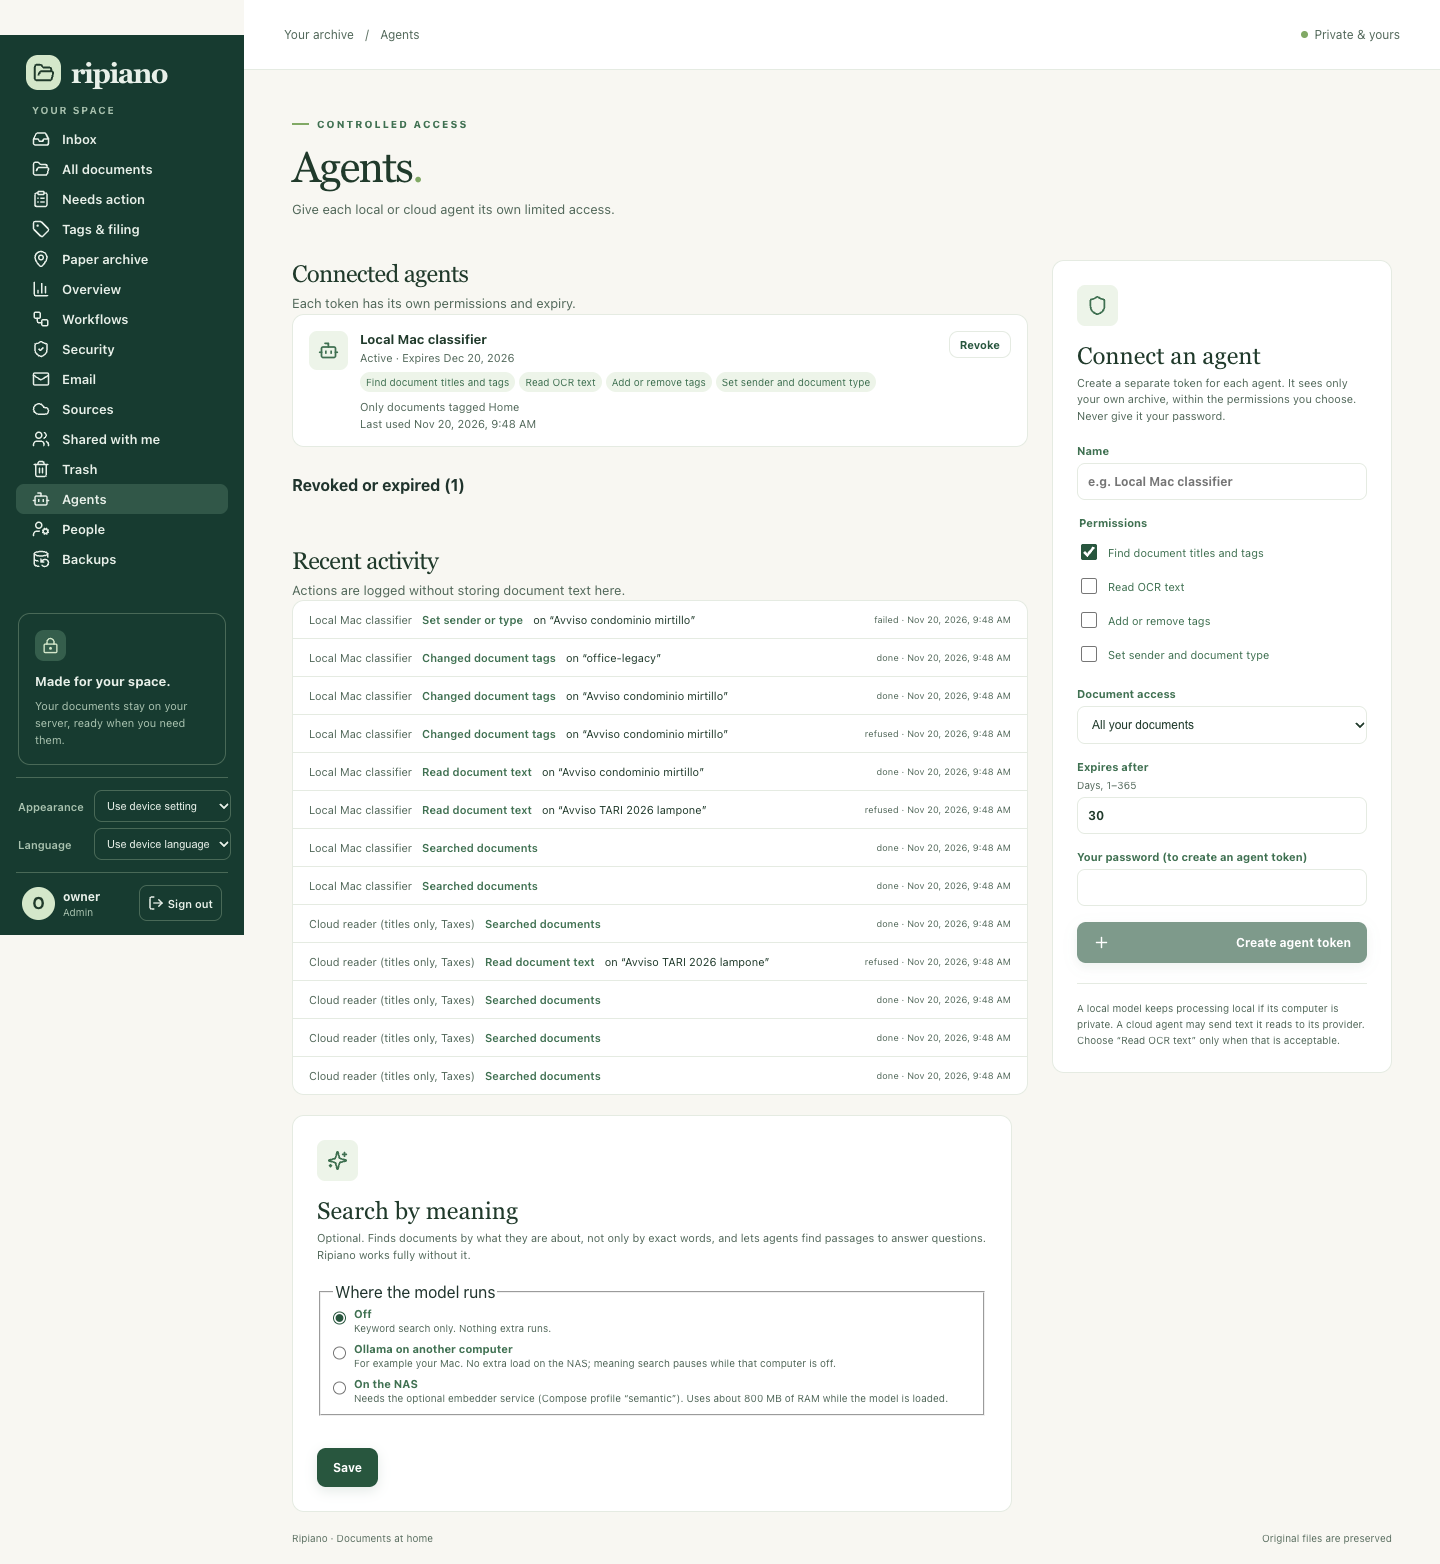 ripiano
YOUR SPACE
Inbox
All documents
Needs action
Tags & filing
Paper archive
Overview
Workflows
Security
Email
Sources
Shared with me
Trash
Agents
People
Backups
Made for your space.
Your documents stay on your
server, ready when you need
them.
Appearance Use device setting
Language Use device language
O owner
Admin
Sign out
Your archive / Agents
Private & yours
CONTROLLED ACCESS
Agents.
Give each local or cloud agent its own limited access.
Connected agents
Each token has its own permissions and expiry.
Local Mac classifier
Active · Expires Dec 20, 2026
Find document titles and tags Read OCR text Add or remove tags Set sender and document type
Only documents tagged Home
Last used Nov 20, 2026, 9:48 AM
Revoke
Revoked or expired (1)
Recent activity
Actions are logged without storing document text here.
Local Mac classifier Set sender or type on “Avviso condominio mirtillo” failed · Nov 20, 2026, 9:48 AM
Local Mac classifier Changed document tags on “office-legacy” done · Nov 20, 2026, 9:48 AM
Local Mac classifier Changed document tags on “Avviso condominio mirtillo” done · Nov 20, 2026, 9:48 AM
Local Mac classifier Changed document tags on “Avviso condominio mirtillo” refused · Nov 20, 2026, 9:48 AM
Local Mac classifier Read document text on “Avviso condominio mirtillo” done · Nov 20, 2026, 9:48 AM
Local Mac classifier Read document text on “Avviso TARI 2026 lampone” refused · Nov 20, 2026, 9:48 AM
Local Mac classifier Searched documents done · Nov 20, 2026, 9:48 AM
Local Mac classifier Searched documents done · Nov 20, 2026, 9:48 AM
Cloud reader (titles only, Taxes) Searched documents done · Nov 20, 2026, 9:48 AM
Cloud reader (titles only, Taxes) Read document text on “Avviso TARI 2026 lampone” refused · Nov 20, 2026, 9:48 AM
Cloud reader (titles only, Taxes) Searched documents done · Nov 20, 2026, 9:48 AM
Cloud reader (titles only, Taxes) Searched documents done · Nov 20, 2026, 9:48 AM
Cloud reader (titles only, Taxes) Searched documents done · Nov 20, 2026, 9:48 AM
Connect an agent
Create a separate token for each agent. It sees only
your own archive, within the permissions you choose.
Never give it your password.
Name
e.g. Local Mac classifier
Permissions
Find document titles and tags
Read OCR text
Add or remove tags
Set sender and document type
Document access
All your documents
Expires after
Days, 1–365
30
Your password (to create an agent token)
Create agent token
A local model keeps processing local if its computer is
private. A cloud agent may send text it reads to its provider.
Choose “Read OCR text” only when that is acceptable.
Search by meaning
Optional. Finds documents by what they are about, not only by exact words, and lets agents find passages to answer questions.
Ripiano works fully without it.
Where the model runs
Off
Keyword search only. Nothing extra runs.
Ollama on another computer
For example your Mac. No extra load on the NAS; meaning search pauses while that computer is off.
On the NAS
Needs the optional embedder service (Compose profile “semantic”). Uses about 800 MB of RAM while the model is loaded.
Save
Ripiano · Documents at home
Original files are preserved